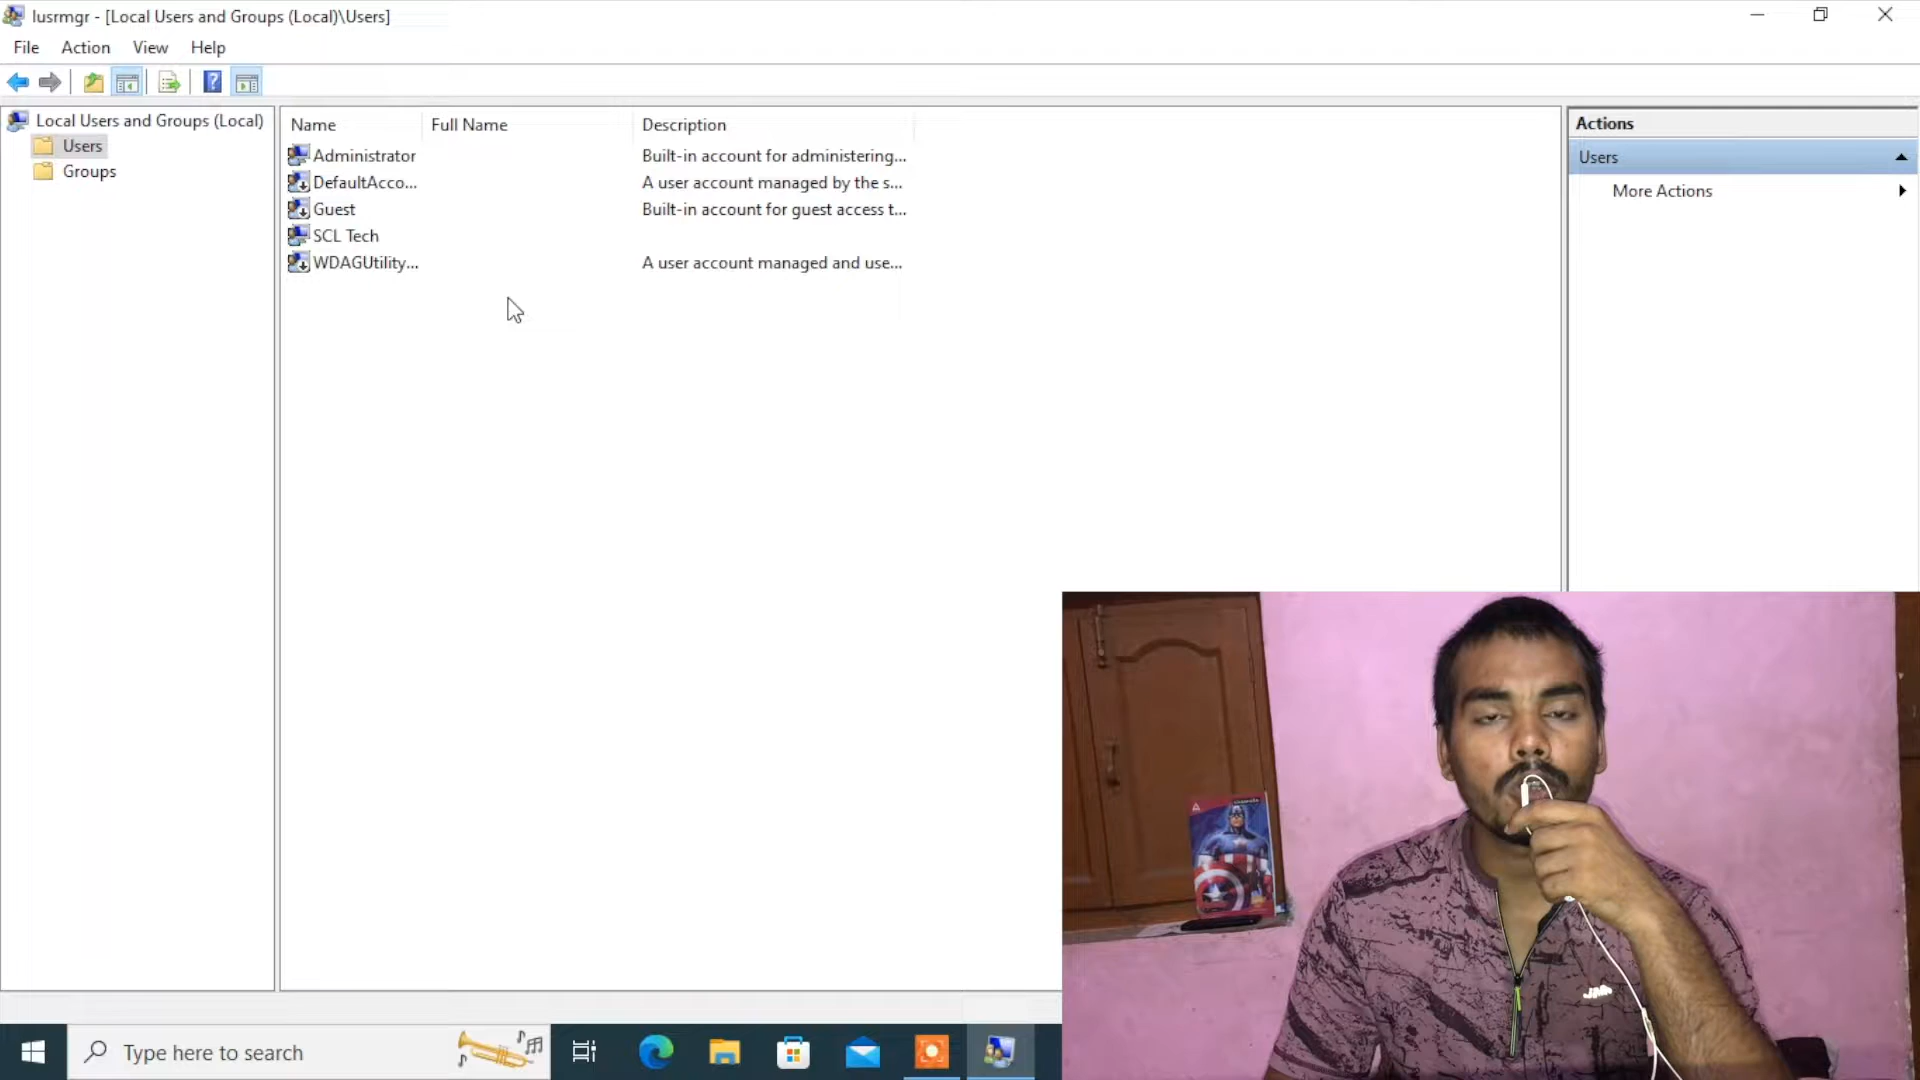 lusrmgr - [Local Users and Groups (Local)\Users]
File Action View Help
Local Users and Groups (Local)
Users
Groups
Name Full Name Description
Administrator Built-in account for administering...
DefaultAcco... A user account managed by the s...
Guest Built-in account for guest access t...
SCL Tech
WDAGUtility... A user account managed and use...
Actions
Users
More Actions
Type here to search